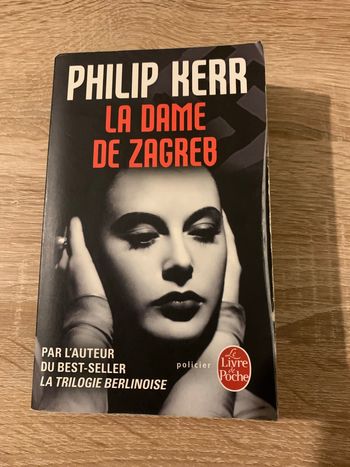 PHILIP KERR
LA DAME
DE ZAGREB
PAR L'AUTEUR
DU BEST-SELLER
LA TRILOGIE BERLINOISE
policier
Le
Livre
de
Poche